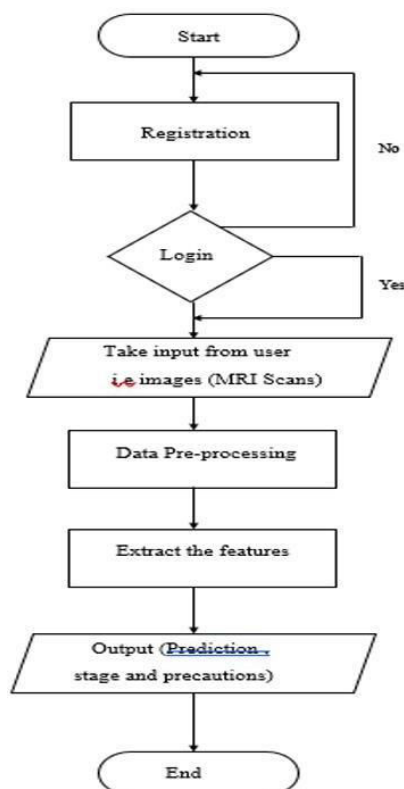 Start
Registration
No
Login
Yes
Take input from user
i.e images (MRI Scans)
Data Pre-processing
Extract the features
Output (Prediction ,
stage and precautions)
End